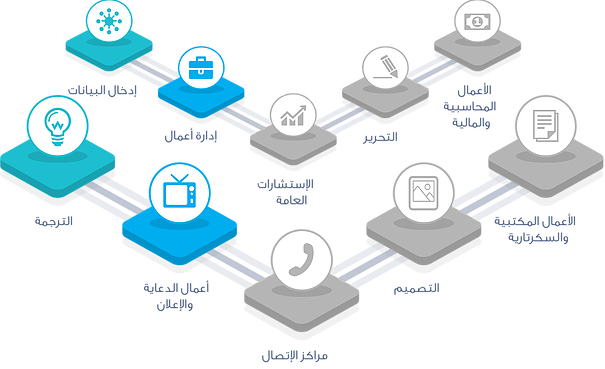 الأعمال
المحاسبية
والمالية
التحرير
الإستشارات
العامة
إدارة أعمال
إدخال البيانات
الأعمال المكتبية
والسكرتارية
التصميم
مراكز الإتصال
أعمال الدعاية
والإعلان
الترجمة